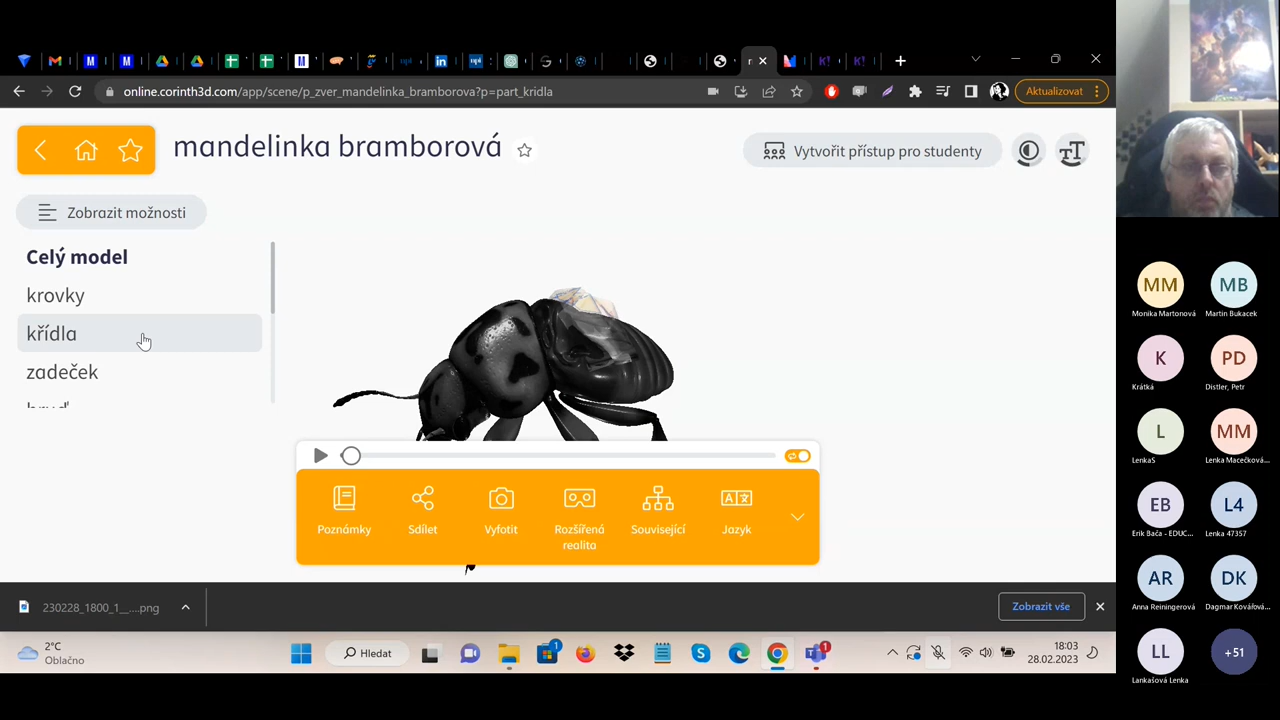 online.corinth3d.com/app/scene/p_zver_mandelinka_bramborova?p=part_kridla
Aktualizovat
mandelinka bramborová
Vytvořit přístup pro studenty
Zobrazit možnosti
Celý model
krovky
křídla
zadeček
Poznámky
Sdílet
Vyfotit
Rozšířená
realita
Související
Jazyk
230228_1800_1__....png
Zobrazit vše
2°C
Oblačno
Hledat
18:03
28.02.2023
MM
Monika Martonová
MB
Martin Bukacek
K
Krátká
PD
Distler, Petr
L
LenkaS
MM
Lenka Macečková...
EB
Erik Bača - EDUC...
L4
Lenka 47357
AR
Anna Reiningerová
DK
Dagmar Kovářová...
LL
Lankašová Lenka
+51